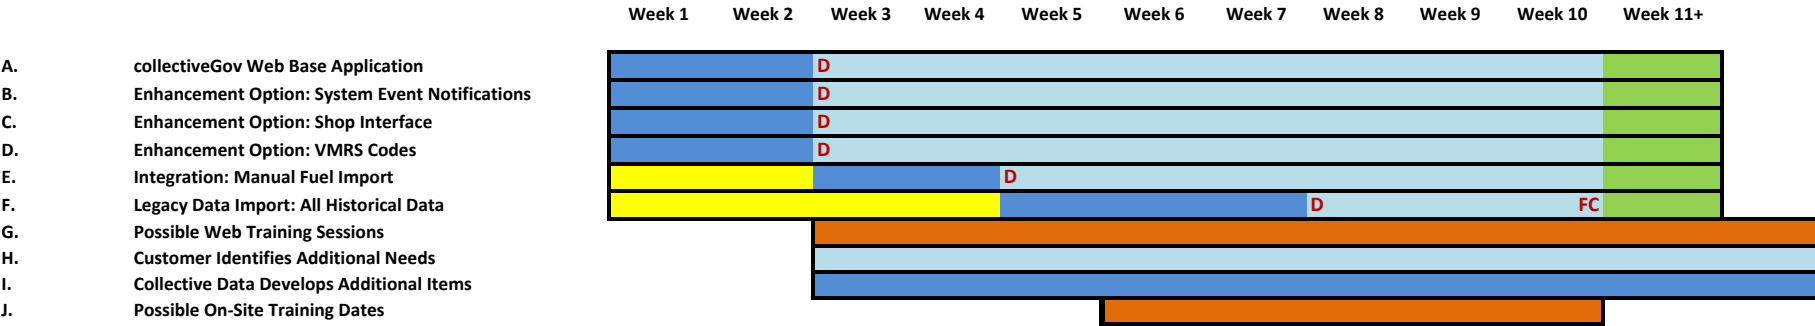 Week 1 Week 2 Week 3 Week 4 Week 5 Week 6 Week 7 Week 8 Week 9 Week 10 Week 11+
A. collectiveGov Web Base Application D
B. Enhancement Option: System Event Notifications D
C. Enhancement Option: Shop Interface D
D. Enhancement Option: VMRS Codes D
E. Integration: Manual Fuel Import D
F. Legacy Data Import: All Historical Data D FC
G. Possible Web Training Sessions
H. Customer Identifies Additional Needs
I. Collective Data Develops Additional Items
J. Possible On-Site Training Dates